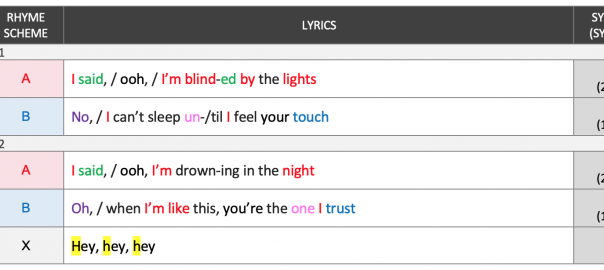 RHYME SCHEME LYRICS SY
(SY
1
A I said, / ooh, / I'm blind-ed by the lights (2
B No, / I can't sleep un-/til I feel your touch (1
2
A I said, / ooh, I'm drown-ing in the night (2
B Oh, / when I'm like this, you're the one I trust (1
X Hey, hey, hey